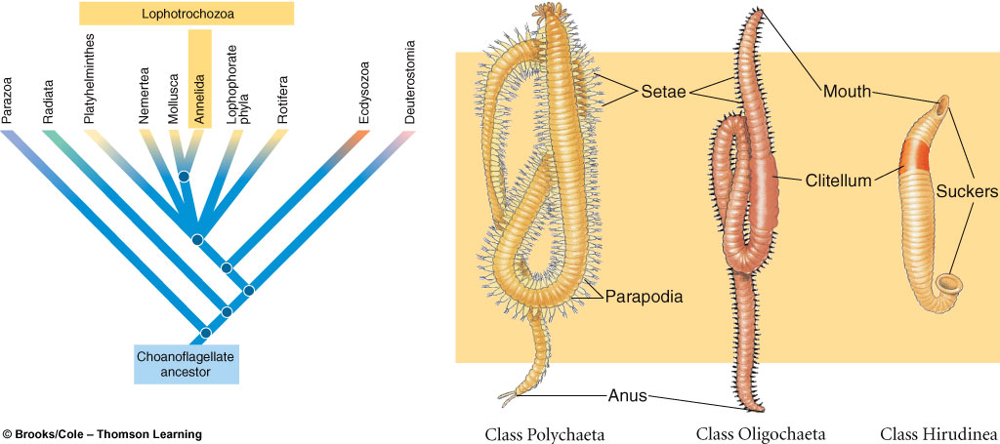 Lophotrochozoa
Parazoa
Radiata
Platyhelminthes
Nemertea
Mollusca
Annelida
Lophophorate
phyla
Rotifera
Ecdysozoa
Deuterostomia
Choanoflagellate
ancestor
© Brooks/Cole – Thomson Learning
Setae
Mouth
Clitellum
Suckers
Parapodia
Anus
Class Polychaeta
Class Oligochaeta
Class Hirudinea